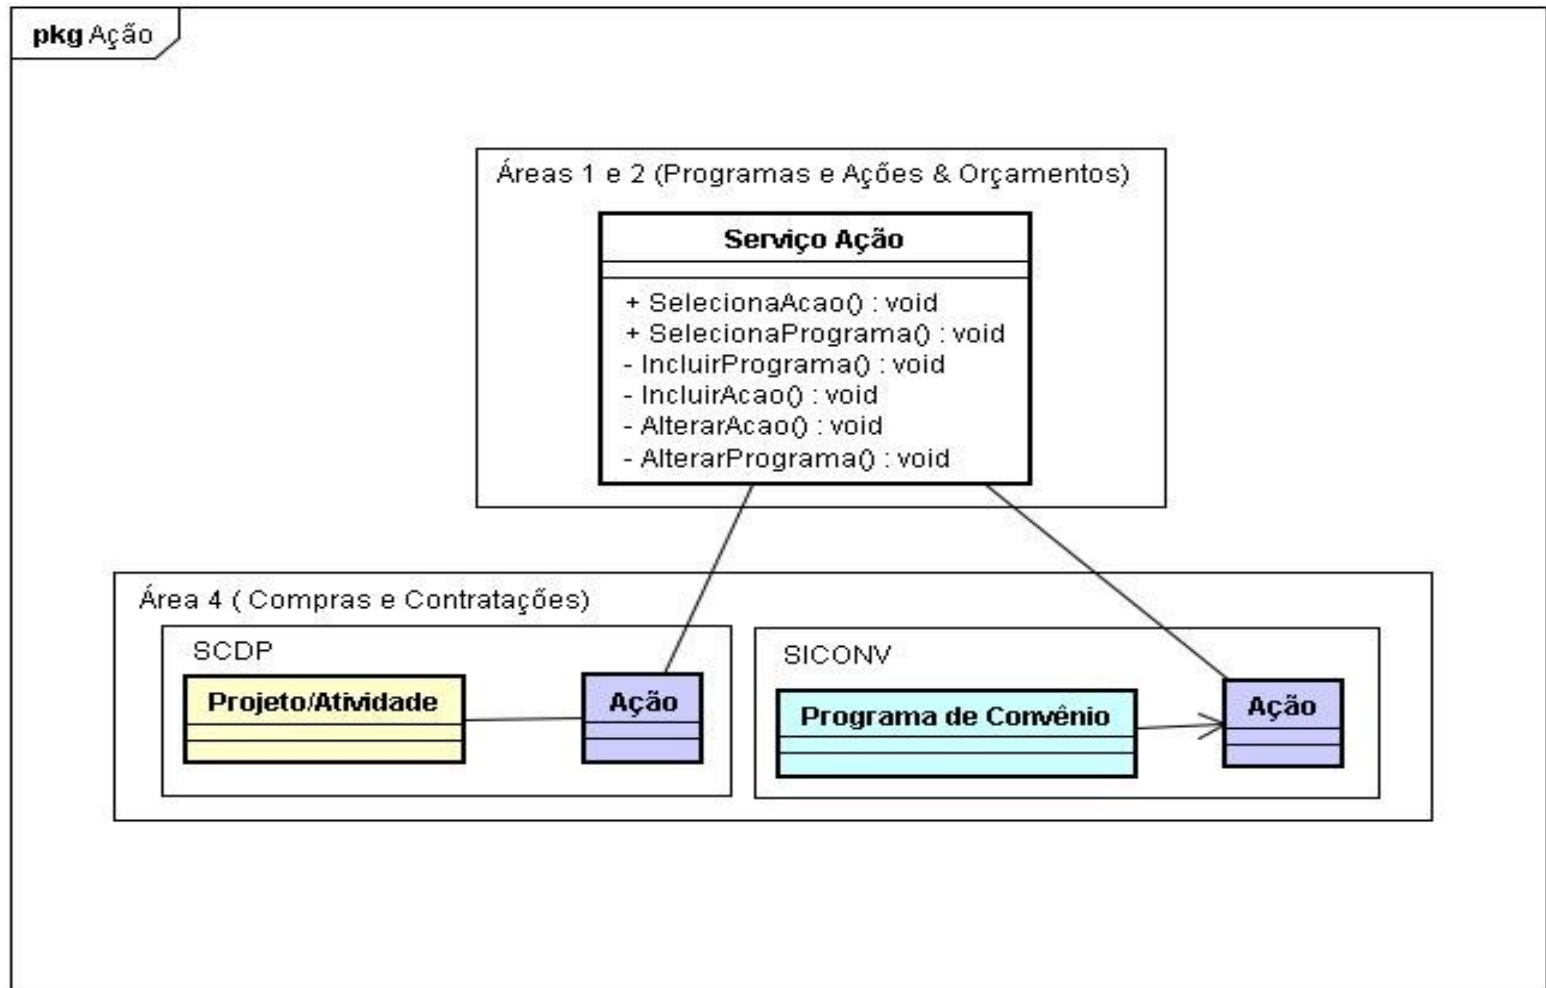 pkg Ação
Áreas 1 e 2 (Programas e Ações & Orçamentos)
Serviço Ação
+ SelecionaAcao() : void
+ SelecionaPrograma() : void
- IncluirPrograma() : void
- IncluirAcao() : void
- AlterarAcao() : void
- AlterarPrograma() : void
Área 4 ( Compras e Contratações)
SCDP
Projeto/Atividade
Ação
SICONV
Programa de Convênio
Ação